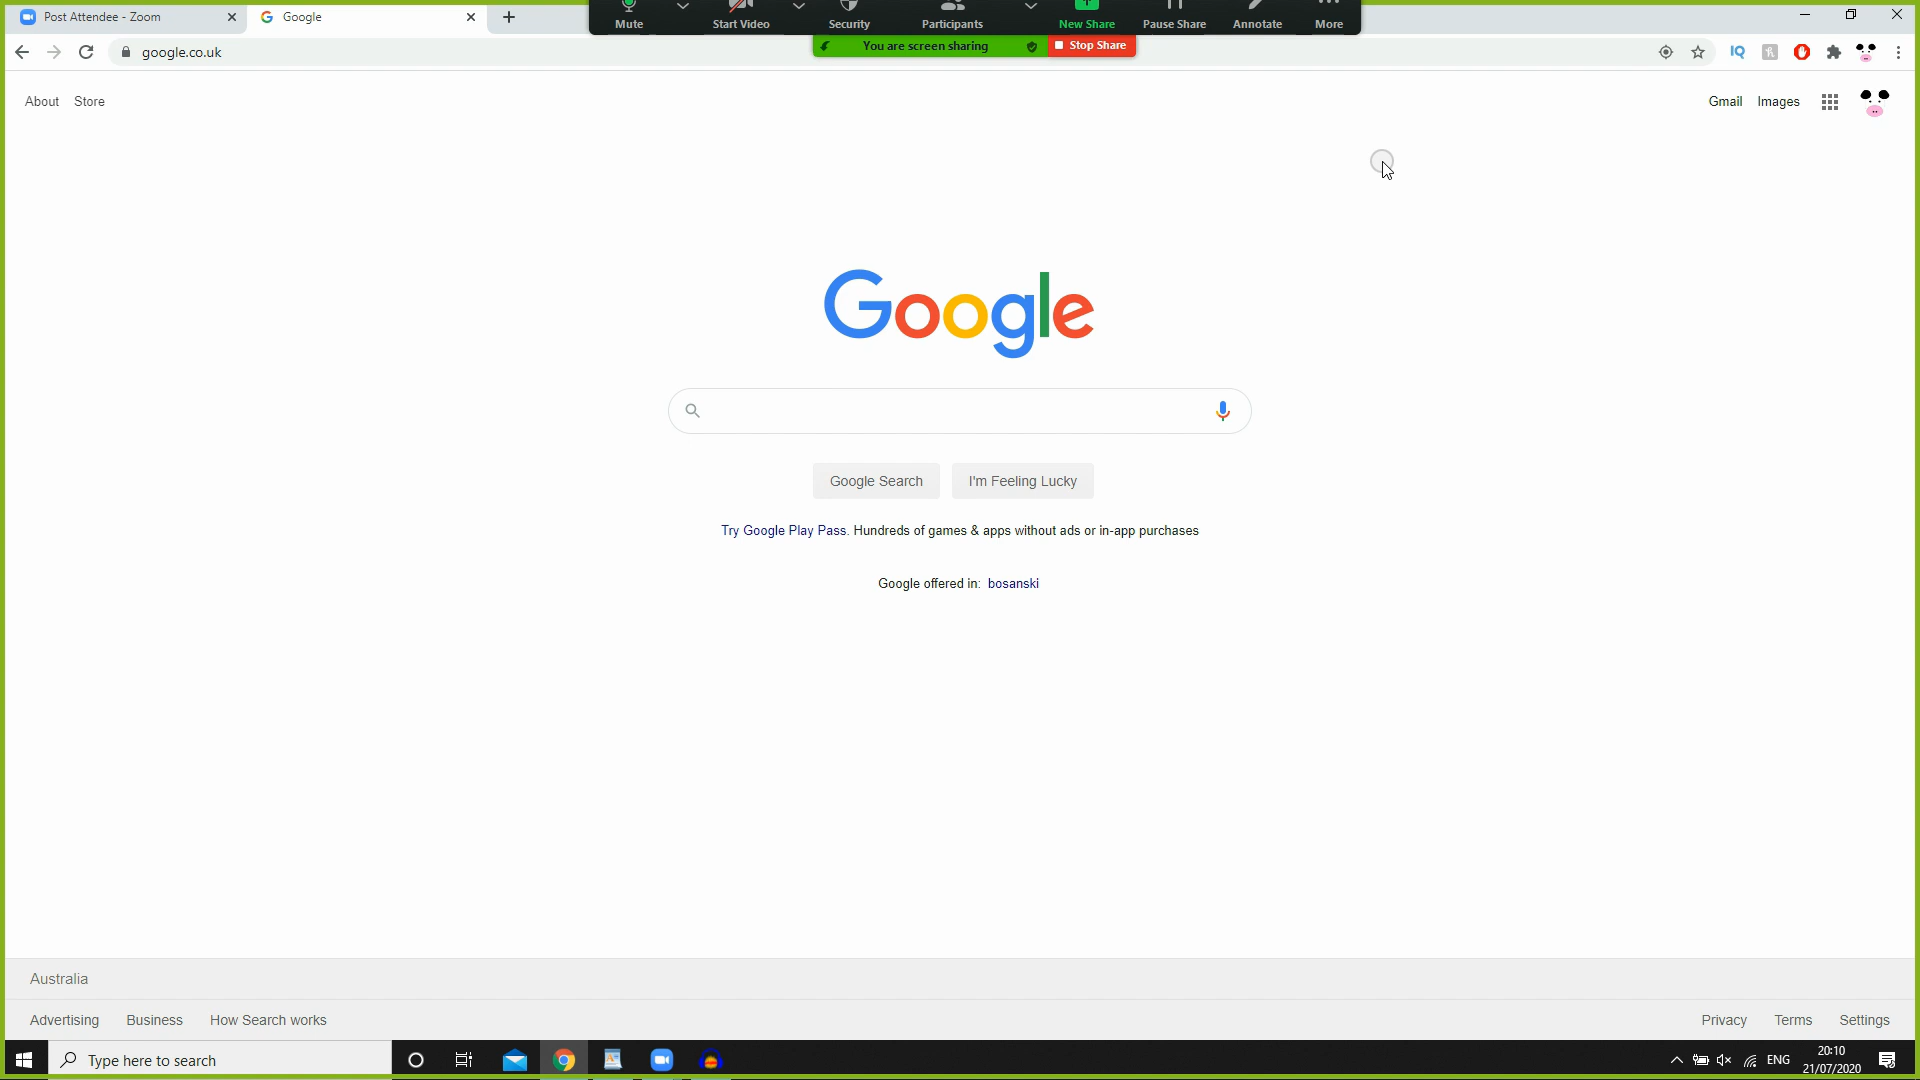 Post Attendee - Zoom
Google
Mute
Start Video
Security
Participants
New Share
Pause Share
Annotate
More
google.co.uk
You are screen sharing
Stop Share
IQ
About Store
Gmail Images
Google
Google Search
I'm Feeling Lucky
Try Google Play Pass. Hundreds of games & apps without ads or in-app purchases
Google offered in: bosanski
Australia
Advertising Business How Search works
Privacy Terms Settings
Type here to search
ENG
20:10
21/07/2020